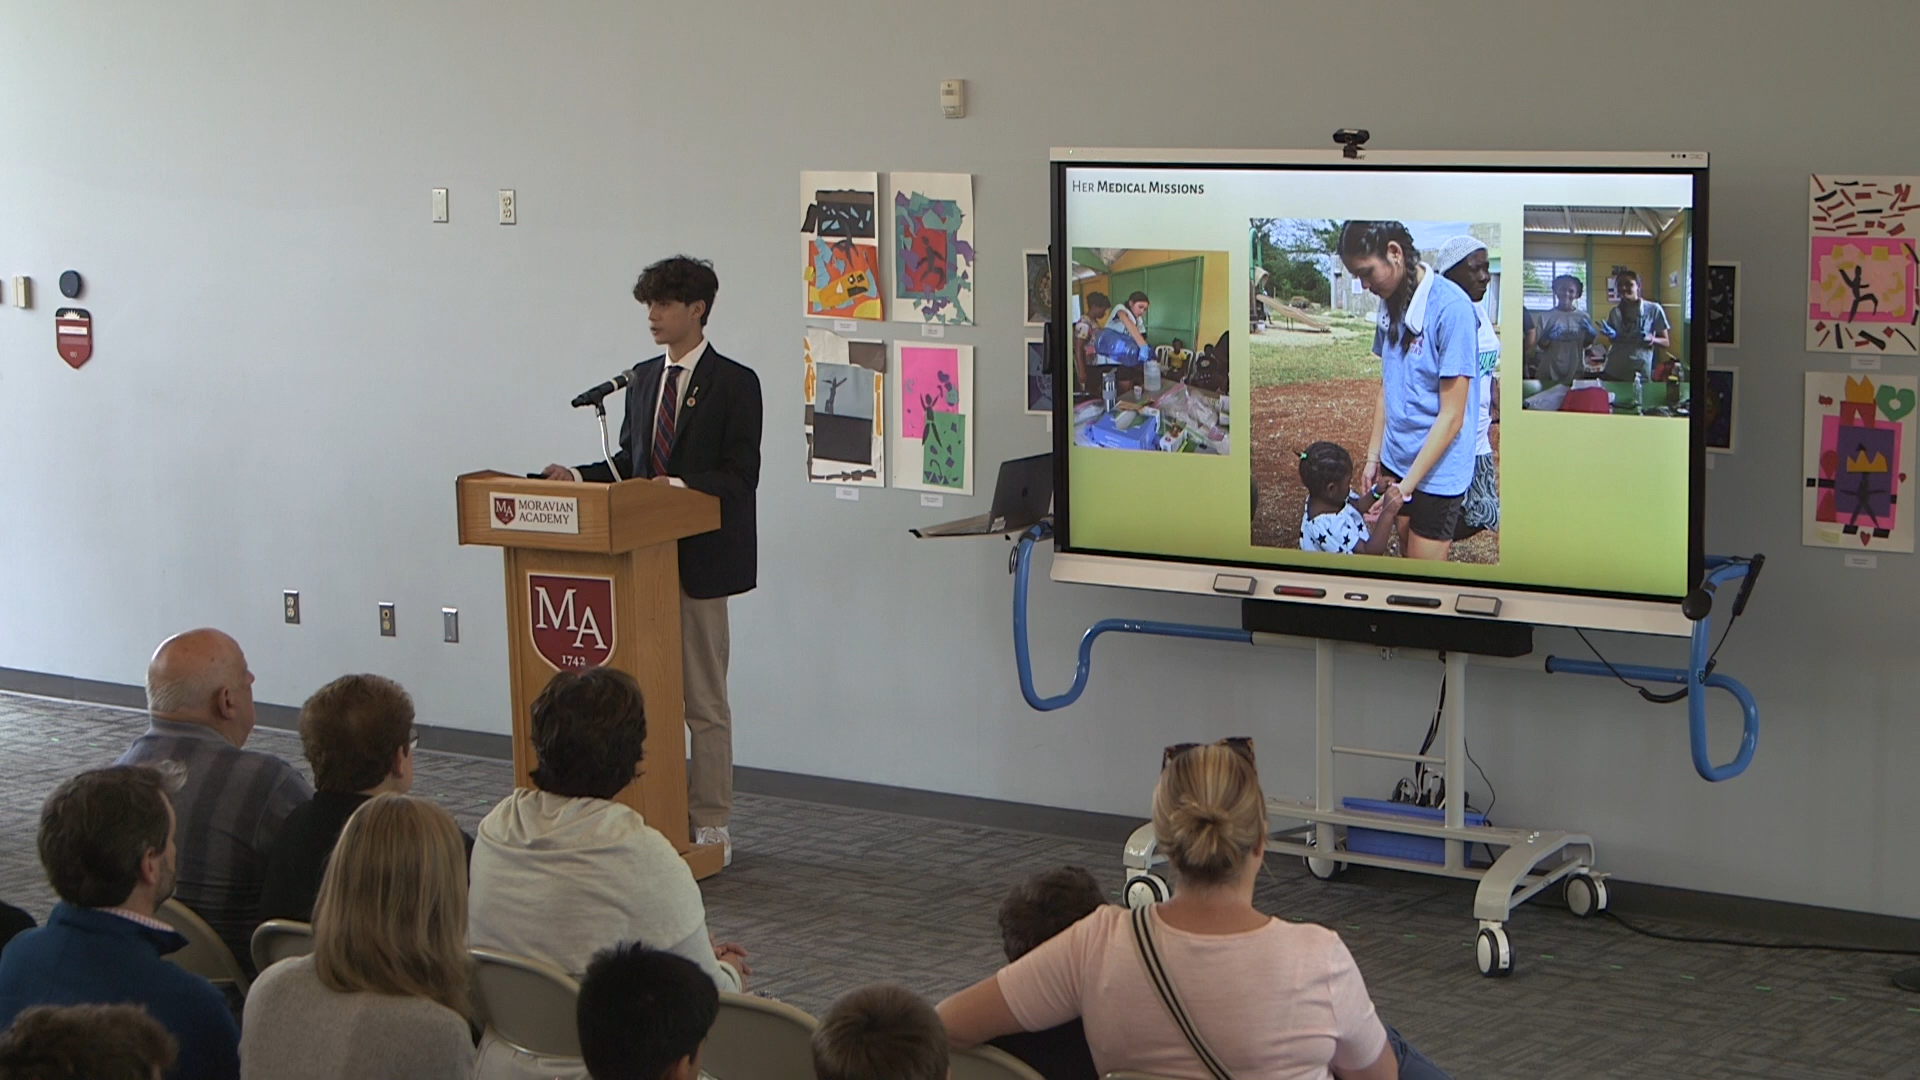 HER MEDICAL MISSIONS
MA
MORAVIAN
ACADEMY
MA
1742